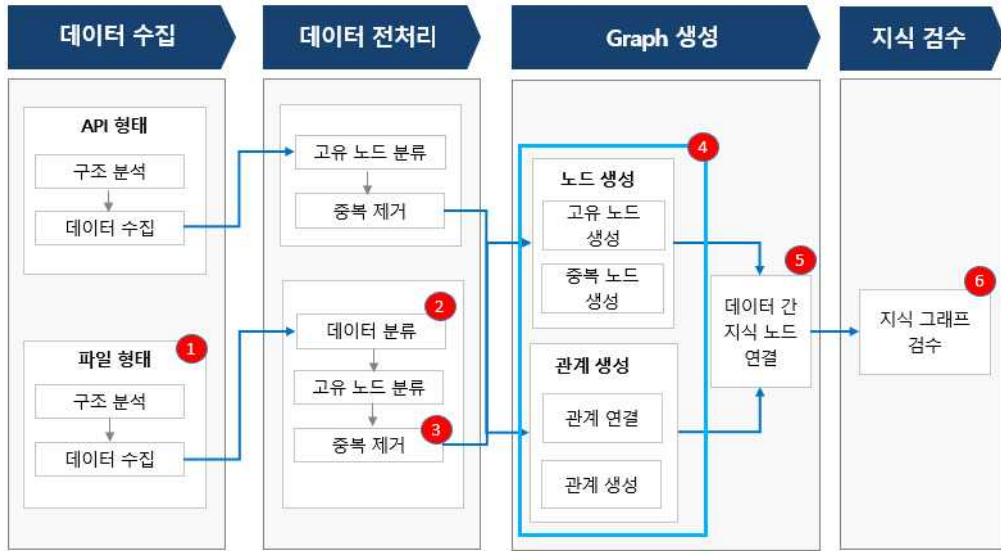 데이터 수집
데이터 전처리
Graph 생성
지식 검수
API 형태
구조 분석
데이터 수집
파일 형태
1
구조 분석
데이터 수집
고유 노드 분류
중복 제거
2
데이터 분류
고유 노드 분류
중복 제거
3
4
노드 생성
고유 노드
생성
중복 노드
생성
관계 생성
관계 연결
관계 생성
5
데이터 간
지식 노드
연결
6
지식 그래프
검수